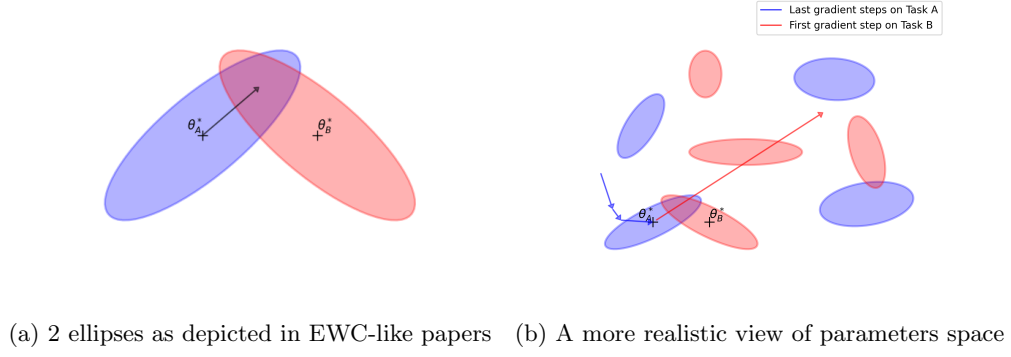 Last gradient steps on Task A
First gradient step on Task B
θ*A
θ*B
θ*A
θ*B
(a) 2 ellipses as depicted in EWC-like papers
(b) A more realistic view of parameters space